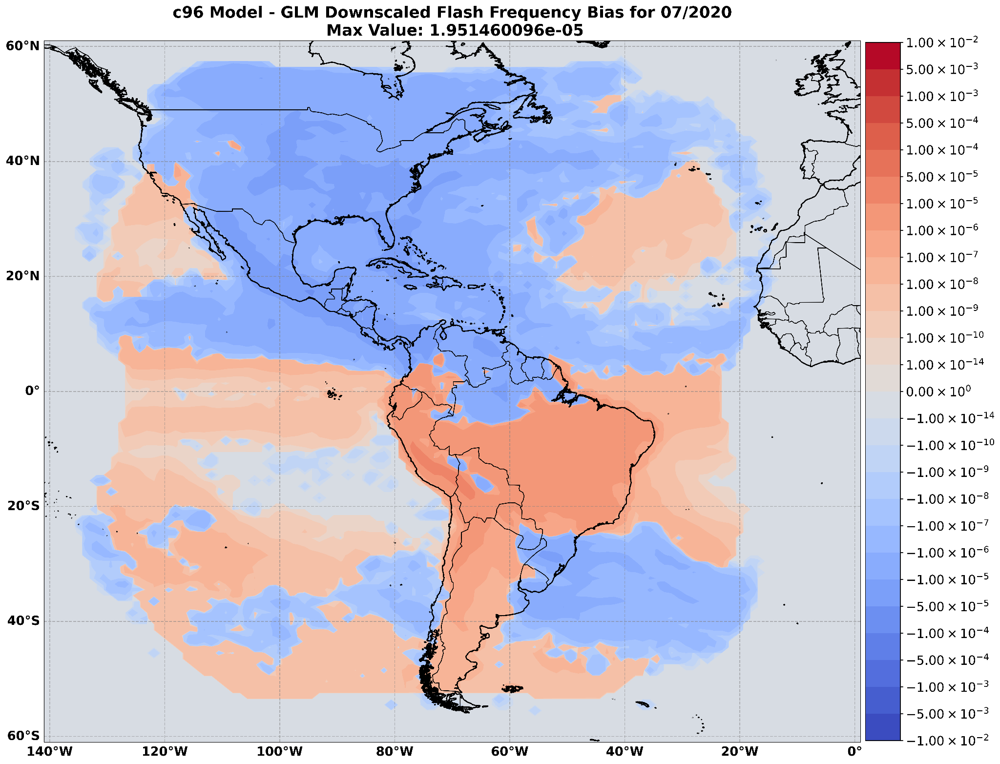 c96 Model - GLM Downscaled Flash Frequency Bias for 07/2020
Max Value: 1.951460096e-05
60°N
40°N
20°N
0°
20°S
40°S
60°S
140°W
120°W
100°W
80°W
60°W
40°W
20°W
0°
1.00 × 10⁻²
5.00 × 10⁻³
1.00 × 10⁻³
5.00 × 10⁻⁴
1.00 × 10⁻⁴
5.00 × 10⁻⁵
1.00 × 10⁻⁵
1.00 × 10⁻⁶
1.00 × 10⁻⁷
1.00 × 10⁻⁸
1.00 × 10⁻⁹
1.00 × 10⁻¹⁰
1.00 × 10⁻¹⁴
0.00 × 10⁰
−1.00 × 10⁻¹⁴
−1.00 × 10⁻¹⁰
−1.00 × 10⁻⁹
−1.00 × 10⁻⁸
−1.00 × 10⁻⁷
−1.00 × 10⁻⁶
−1.00 × 10⁻⁵
−5.00 × 10⁻⁵
−1.00 × 10⁻⁴
−5.00 × 10⁻⁴
−1.00 × 10⁻³
−5.00 × 10⁻³
−1.00 × 10⁻²